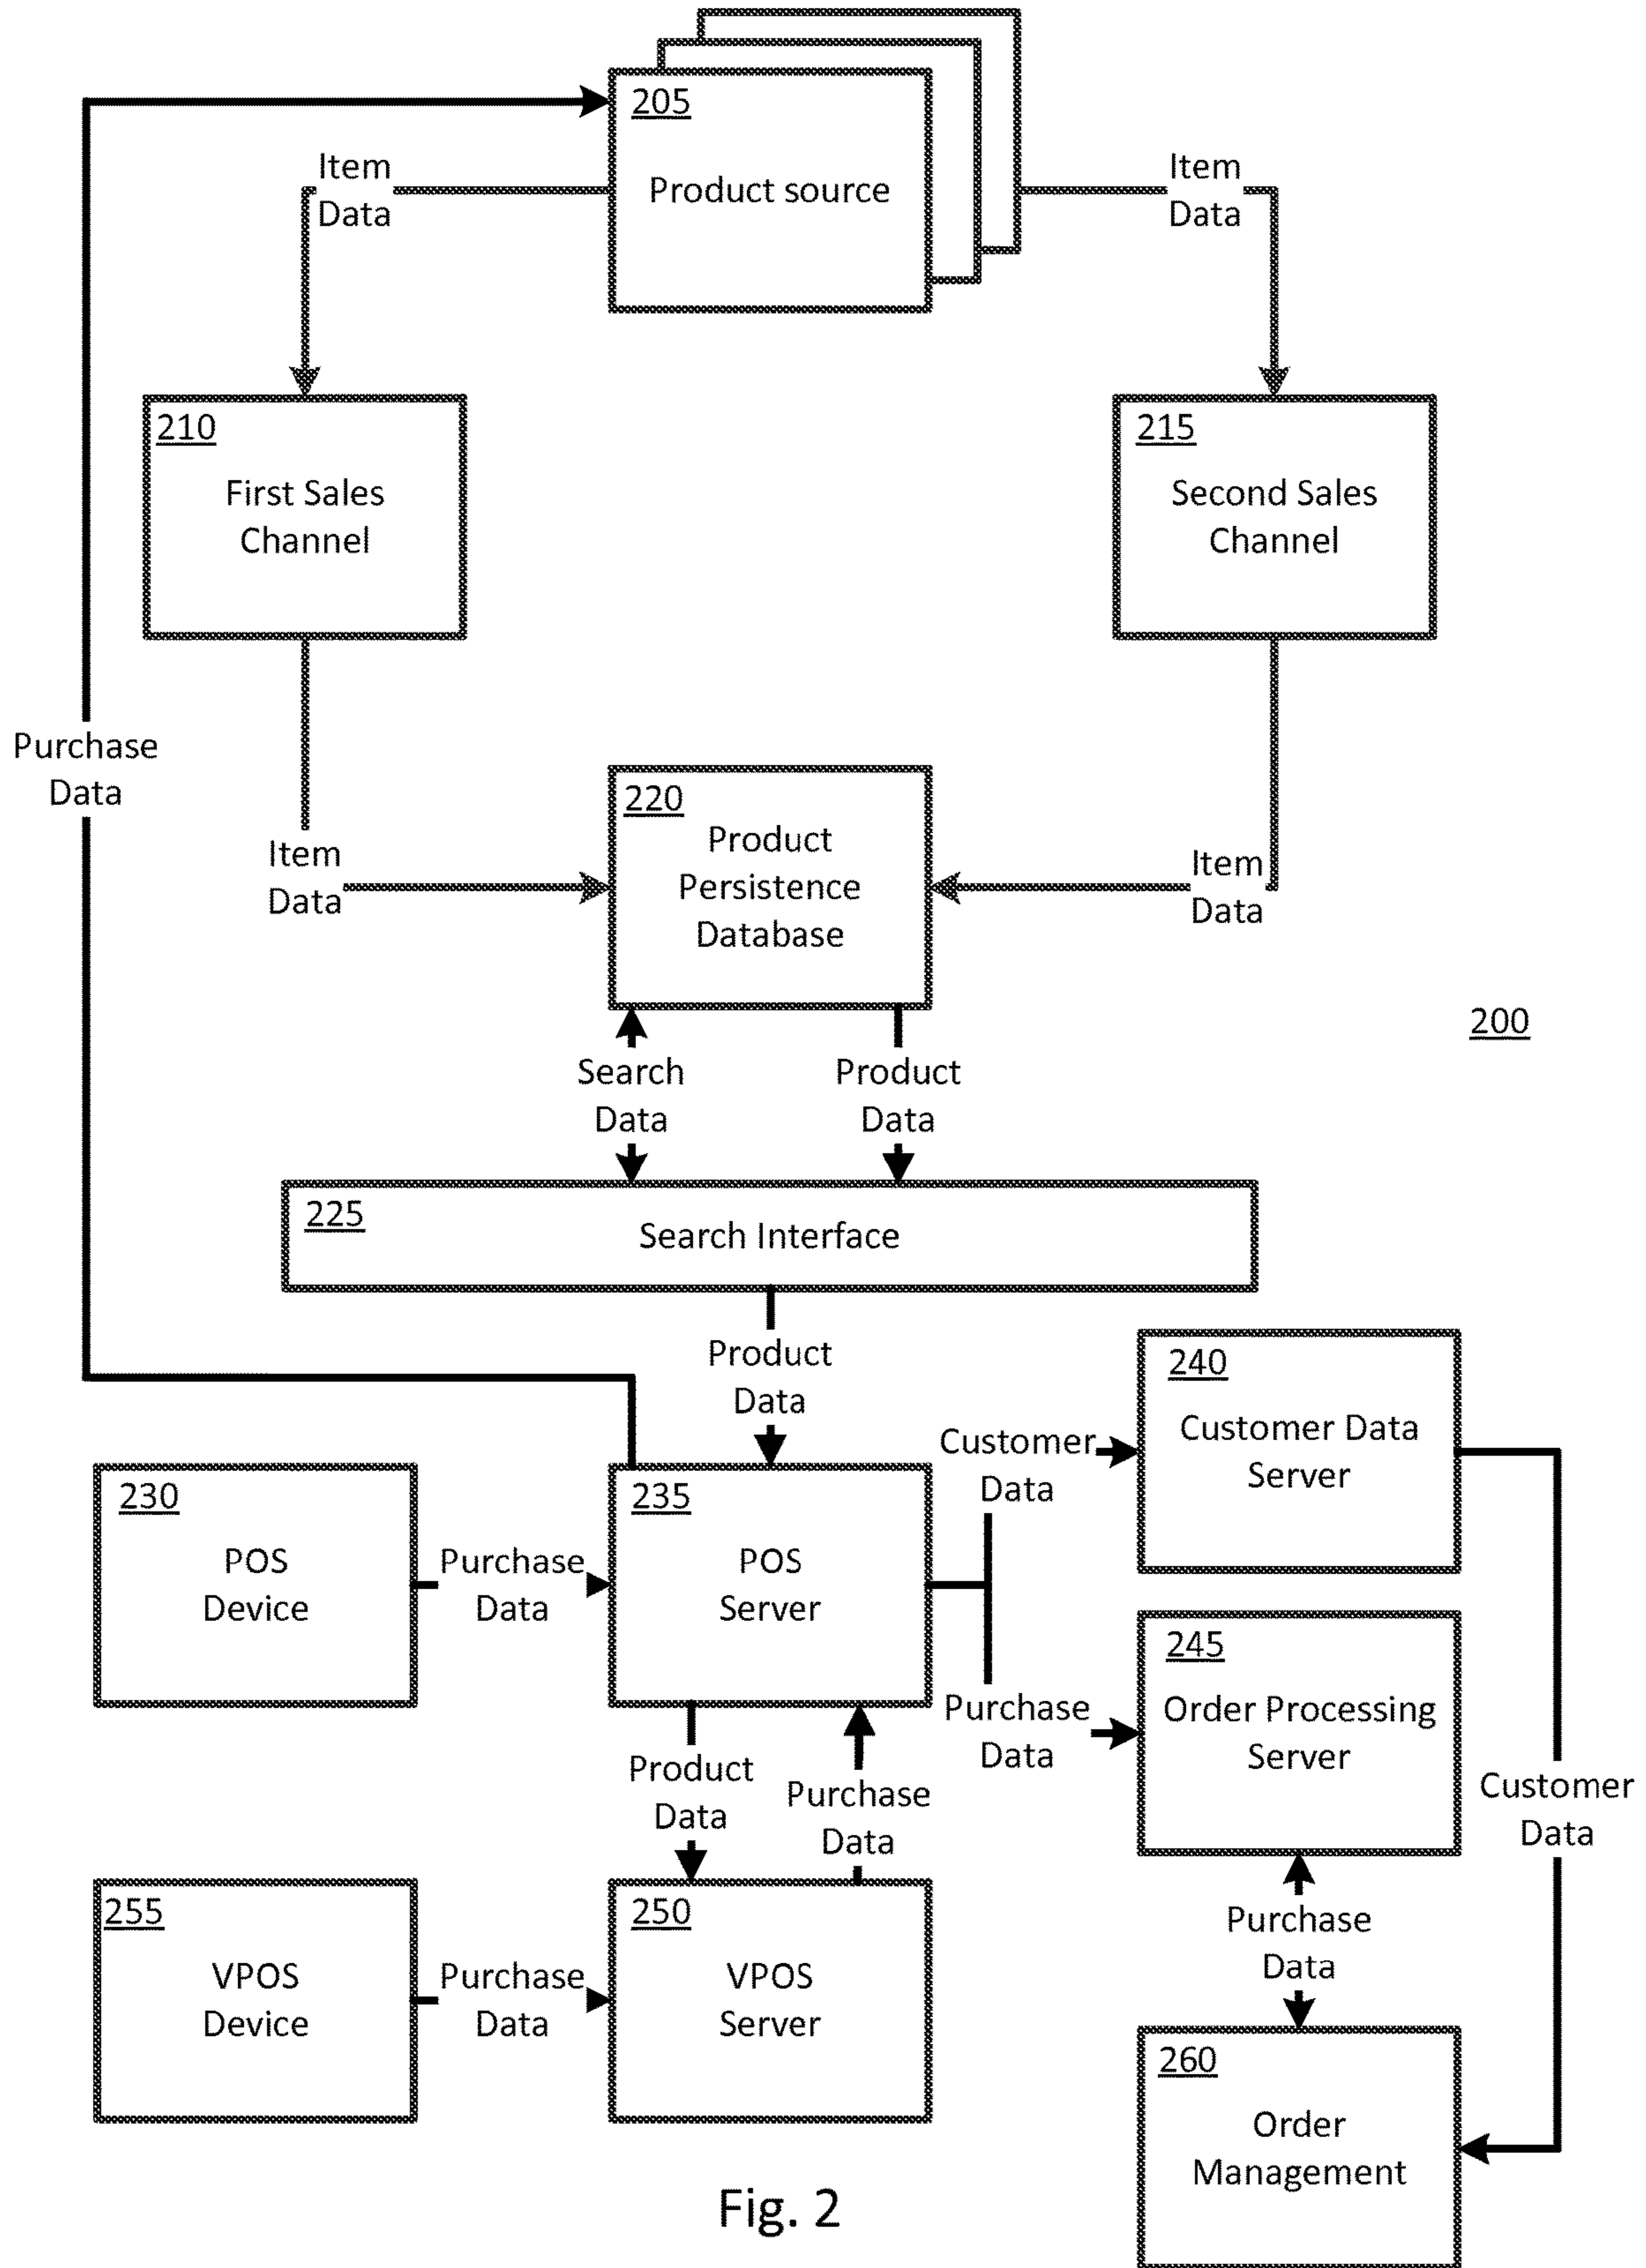 205
Product source
Item
Data
Item
Data
210
First Sales
Channel
215
Second Sales
Channel
Purchase
Data
220
Product
Persistence
Database
Item
Data
Item
Data
200
Search
Data
Product
Data
225
Search Interface
Product
Data
240
Customer Data
Server
Customer
Data
230
POS
Device
Purchase
Data
235
POS
Server
245
Order Processing
Server
Purchase
Data
Product
Data
Purchase
Data
Customer
Data
255
VPOS
Device
Purchase
Data
250
VPOS
Server
Purchase
Data
260
Order
Management
Fig. 2